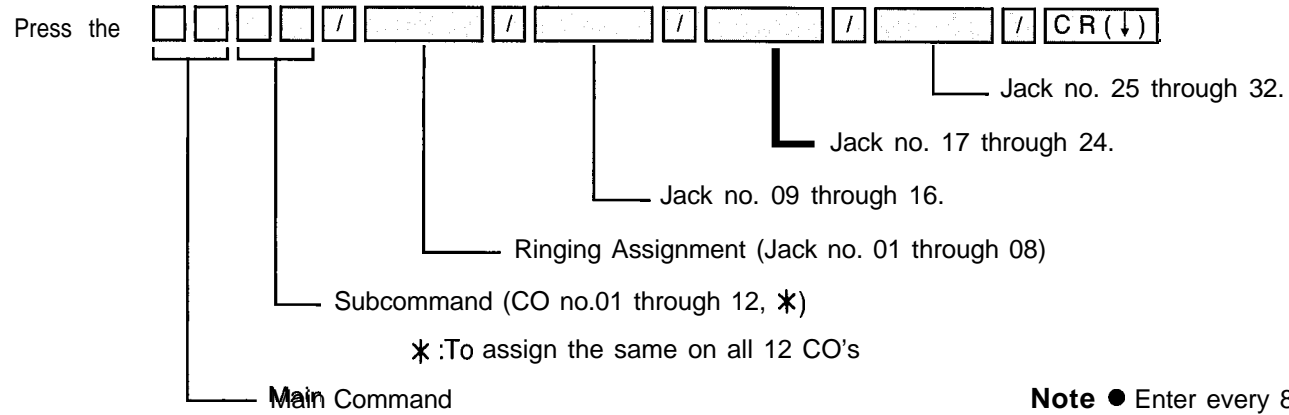 Press the / / / / / CR(↓)
Jack no. 25 through 32.
Jack no. 17 through 24.
Jack no. 09 through 16.
Ringing Assignment (Jack no. 01 through 08)
Subcommand (CO no.01 through 12, *)
* :To assign the same on all 12 CO's
Main Command
Note ● Enter every 8